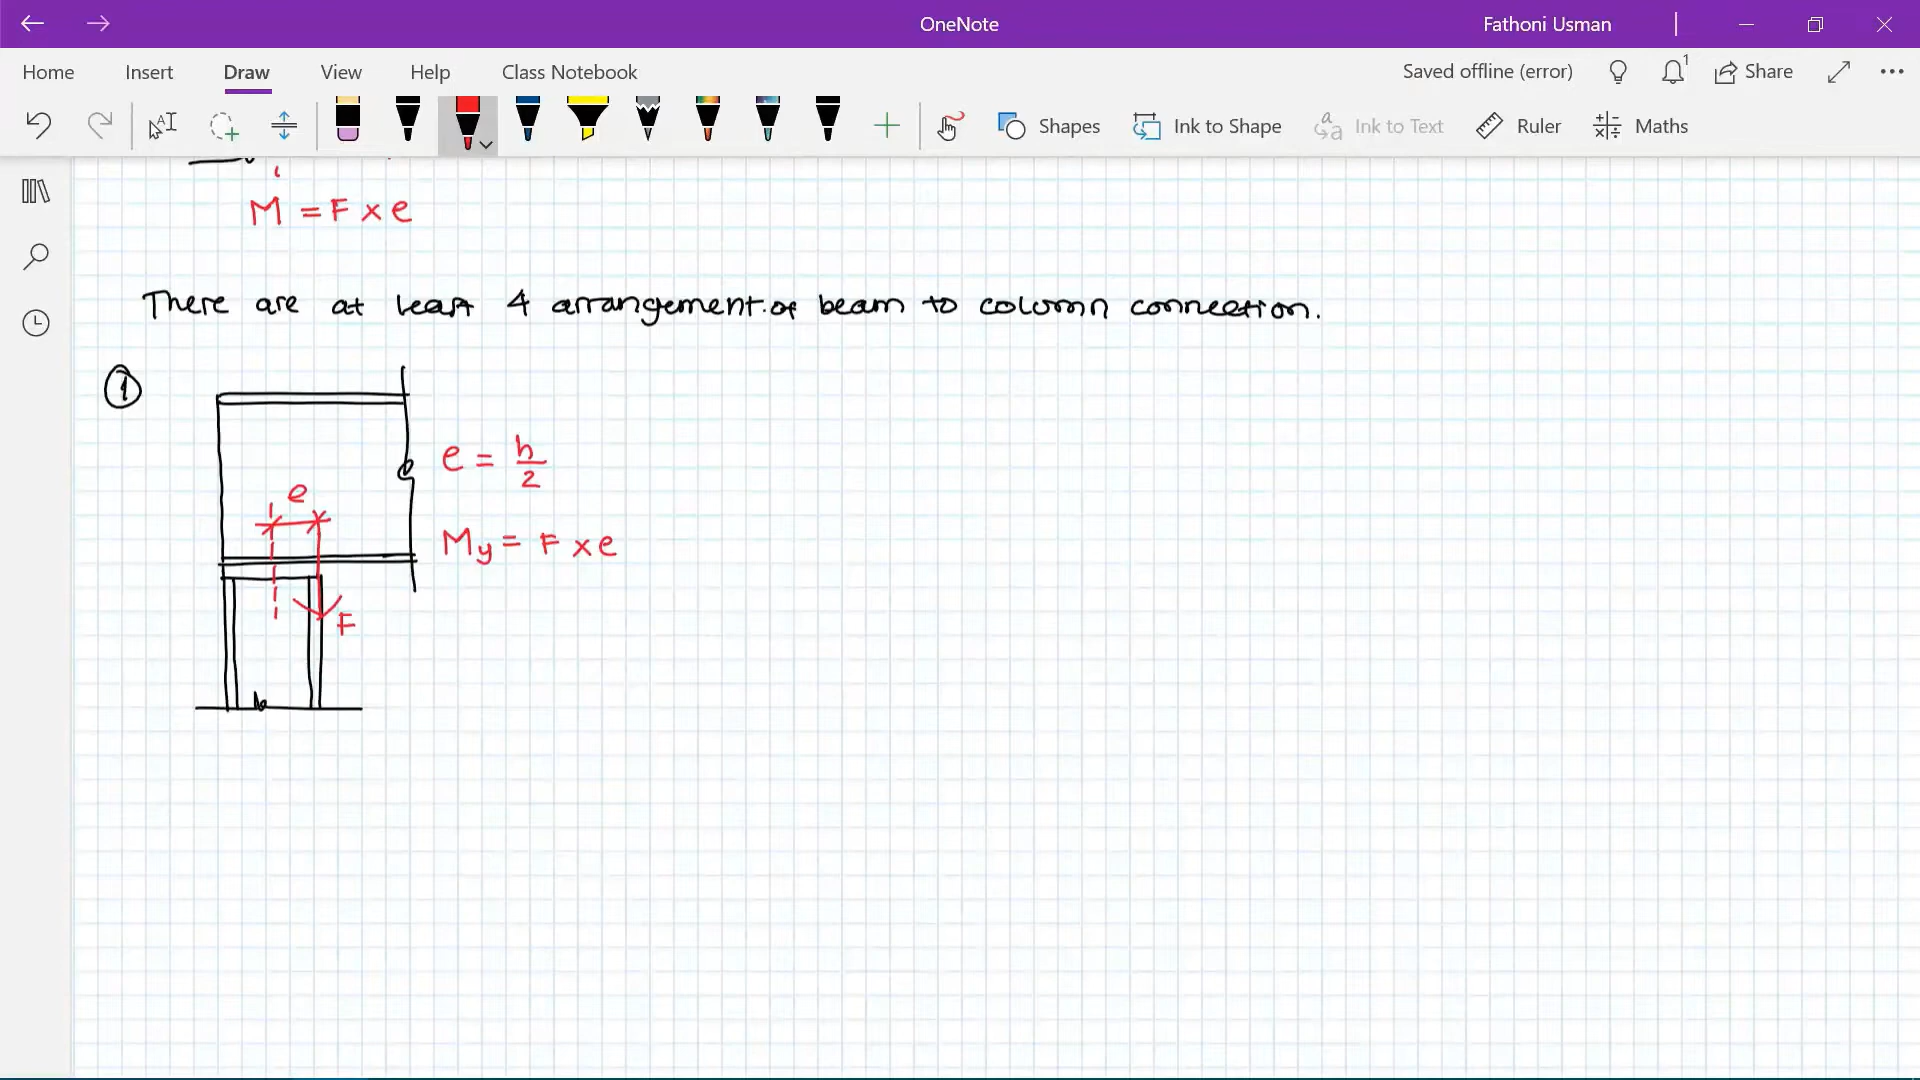 OneNote
Fathoni Usman
Home Insert Draw View Help Class Notebook
Saved offline (error)
1
Share
Shapes
Ink to Shape
Ink to Text
Ruler
Maths
M = F x e
There are at least 4 arrangement of beam to column connection.
1
e = h/2
e
My = F x e
F